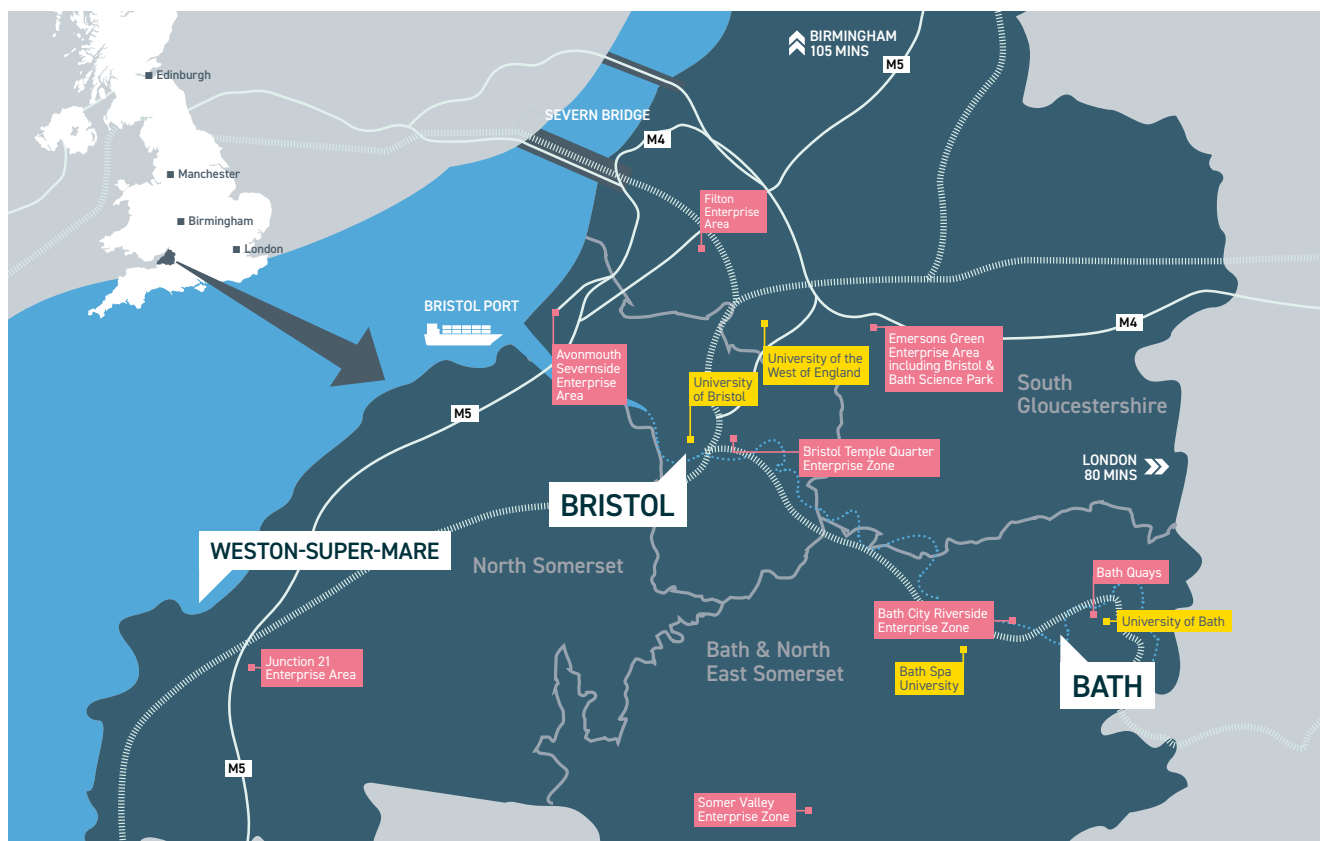 BIRMINGHAM
105 MINS
M5
Edinburgh
SEVERN BRIDGE
M4
Manchester
Filton
Enterprise
Area
Birmingham
London
BRISTOL PORT
M4
Avonmouth
Severnside
Enterprise
Area
University of the
West of England
Emersons Green
Enterprise Area
including Bristol &
Bath Science Park
University
of Bristol
South
Gloucestershire
M5
Bristol Temple Quarter
Enterprise Zone
LONDON
80 MINS
BRISTOL
WESTON-SUPER-MARE
North Somerset
Bath Quays
Bath City Riverside
Enterprise Zone
University of Bath
Bath & North
East Somerset
Junction 21
Enterprise Area
Bath Spa
University
BATH
M5
Somer Valley
Enterprise Zone